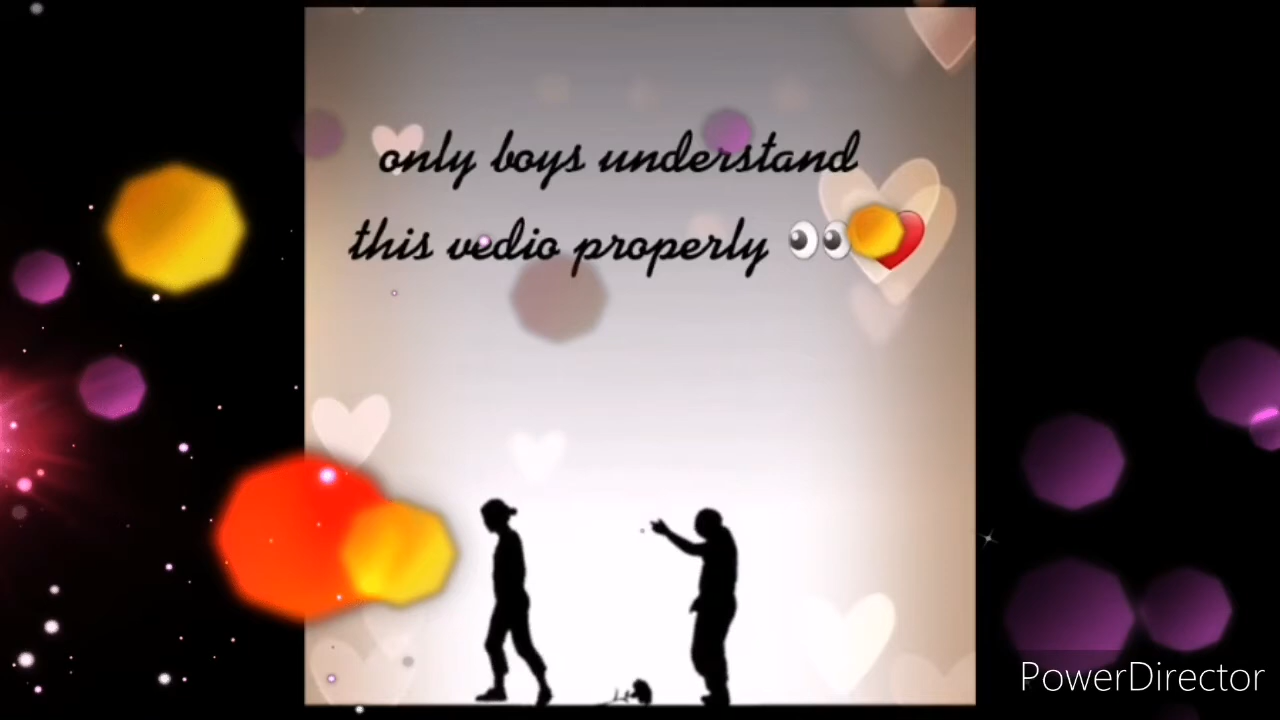 only boys understand
this vedio properly 👀❤️
PowerDirector